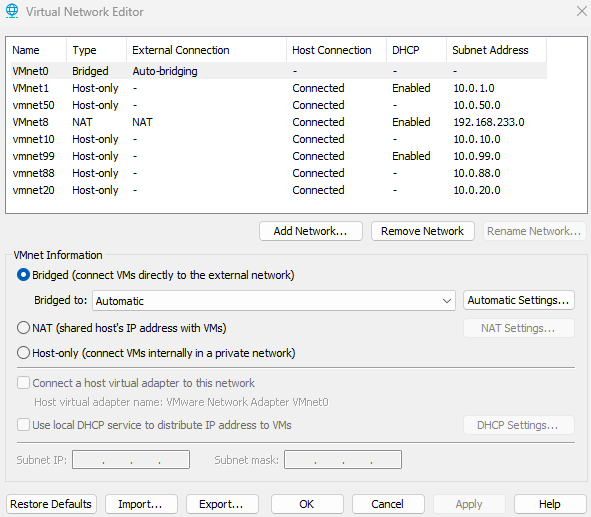 Virtual Network Editor
Name Type External Connection Host Connection DHCP Subnet Address
VMnet0 Bridged Auto-bridging - - -
VMnet1 Host-only - Connected Enabled 10.0.1.0
vmnet50 Host-only - Connected - 10.0.50.0
VMnet8 NAT NAT Connected Enabled 192.168.233.0
vmnet10 Host-only - Connected - 10.0.10.0
vmnet99 Host-only - Connected Enabled 10.0.99.0
vmnet88 Host-only - Connected - 10.0.88.0
vmnet20 Host-only - Connected - 10.0.20.0
Add Network... Remove Network Rename Network...
VMnet Information
Bridged (connect VMs directly to the external network)
Bridged to: Automatic Automatic Settings...
NAT (shared host's IP address with VMs) NAT Settings...
Host-only (connect VMs internally in a private network)
Connect a host virtual adapter to this network
Host virtual adapter name: VMware Network Adapter VMnet0
Use local DHCP service to distribute IP address to VMs DHCP Settings...
Subnet IP: . . . Subnet mask: . . .
Restore Defaults Import... Export... OK Cancel Apply Help